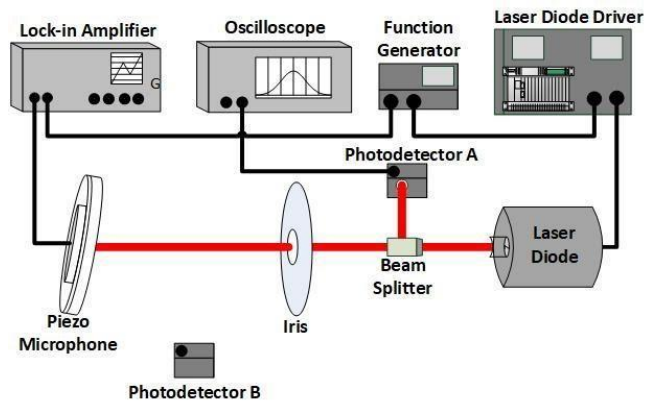 Lock-in Amplifier
Oscilloscope
Function
Generator
Laser Diode Driver
G
Photodetector A
Laser
Diode
Beam
Splitter
Iris
Piezo
Microphone
Photodetector B